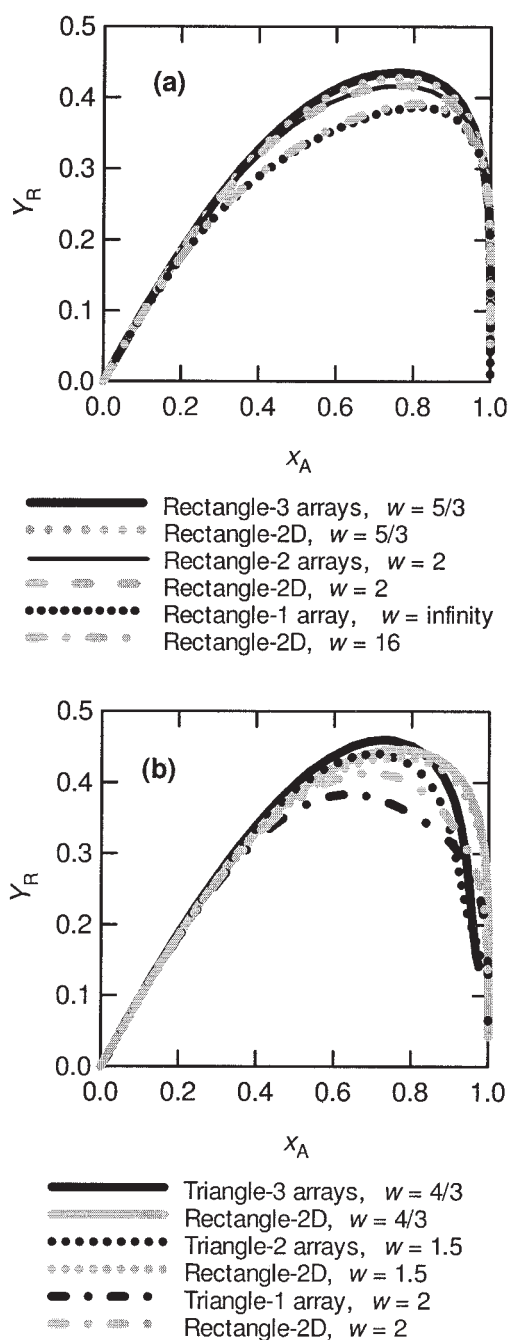 0.5
(a)
0.4
0.3
Y_R
0.2
0.1
0.0
0.0 0.2 0.4 0.6 0.8 1.0
x_A
Rectangle-3 arrays, w = 5/3
Rectangle-2D, w = 5/3
Rectangle-2 arrays, w = 2
Rectangle-2D, w = 2
Rectangle-1 array, w = infinity
Rectangle-2D, w = 16
0.5
(b)
0.4
0.3
Y_R
0.2
0.1
0.0
0.0 0.2 0.4 0.6 0.8 1.0
x_A
Triangle-3 arrays, w = 4/3
Rectangle-2D, w = 4/3
Triangle-2 arrays, w = 1.5
Rectangle-2D, w = 1.5
Triangle-1 array, w = 2
Rectangle-2D, w = 2